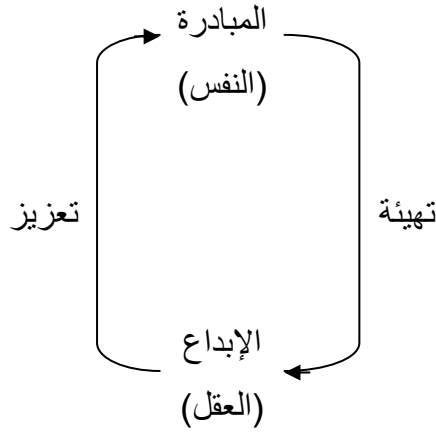 المبادرة
(النفس)
تهيئة
تعزيز
الإبداع
(العقل)